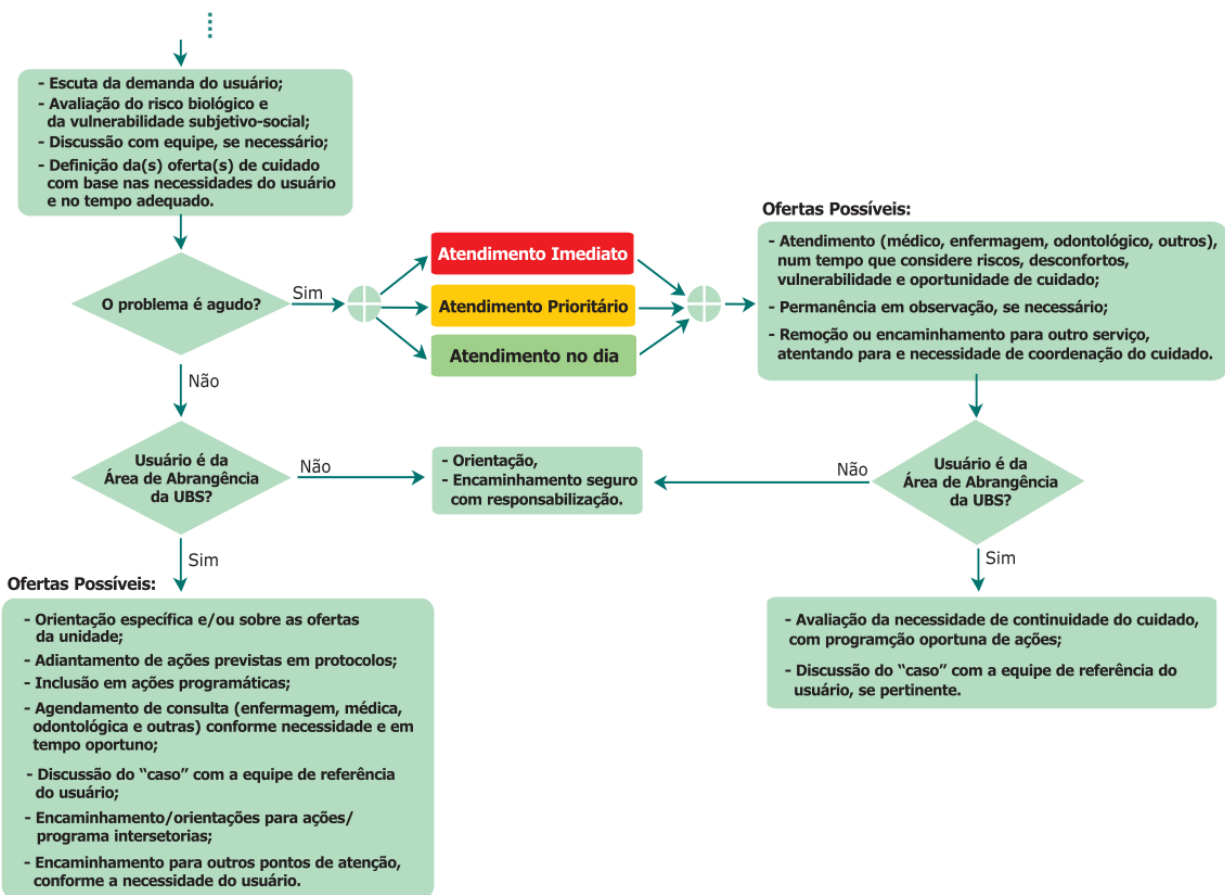 - Escuta da demanda do usuário;
- Avaliação do risco biológico e
da vulnerabilidade subjetivo-social;
- Discussão com equipe, se necessário;
- Definição da(s) oferta(s) de cuidado
com base nas necessidades do usuário
e no tempo adequado.
O problema é agudo?
Sim
Atendimento Imediato
Atendimento Prioritário
Atendimento no dia
Ofertas Possíveis:
- Atendimento (médico, enfermagem, odontológico, outros),
num tempo que considere riscos, desconfortos,
vulnerabilidade e oportunidade de cuidado;
- Permanência em observação, se necessário;
- Remoção ou encaminhamento para outro serviço,
atentando para e necessidade de coordenação do cuidado.
Não
Usuário é da
Área de Abrangência
da UBS?
Não
- Orientação,
- Encaminhamento seguro
com responsabilização.
Não
Usuário é da
Área de Abrangência
da UBS?
Sim
Sim
Ofertas Possíveis:
- Orientação específica e/ou sobre as ofertas
da unidade;
- Adiantamento de ações previstas em protocolos;
- Inclusão em ações programáticas;
- Agendamento de consulta (enfermagem, médica,
odontológica e outras) conforme necessidade e em
tempo oportuno;
- Discussão do “caso” com a equipe de referência
do usuário;
- Encaminhamento/orientações para ações/
programa intersetorias;
- Encaminhamento para outros pontos de atenção,
conforme a necessidade do usuário.
- Avaliação da necessidade de continuidade do cuidado,
com programção oportuna de ações;
- Discussão do “caso” com a equipe de referência do
usuário, se pertinente.